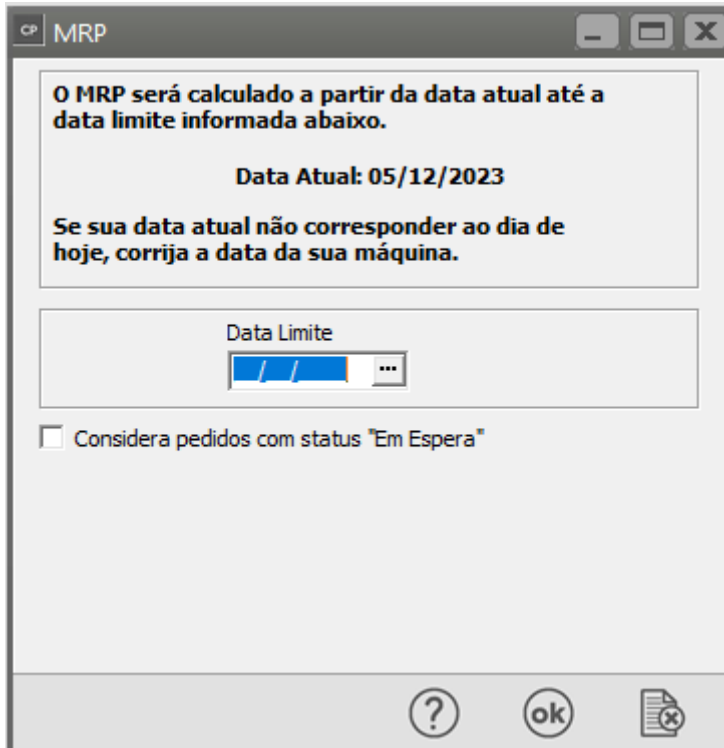 CP MRP
O MRP será calculado a partir da data atual até a
data limite informada abaixo.
Data Atual: 05/12/2023
Se sua data atual não corresponder ao dia de
hoje, corrija a data da sua máquina.
Data Limite
/ / ...
Considera pedidos com status "Em Espera"
? ok